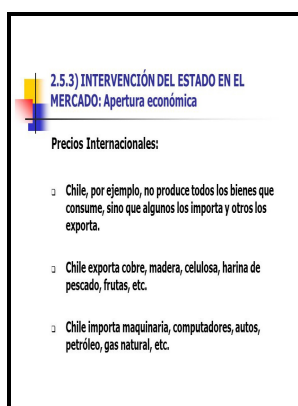 2.5.3) INTERVENCIÓN DEL ESTADO EN EL
MERCADO: Apertura económica
Precios Internacionales:
Chile, por ejemplo, no produce todos los bienes que
consume, sino que algunos los importa y otros los
exporta.
Chile exporta cobre, madera, celulosa, harina de
pescado, frutas, etc.
Chile importa maquinaria, computadores, autos,
petróleo, gas natural, etc.